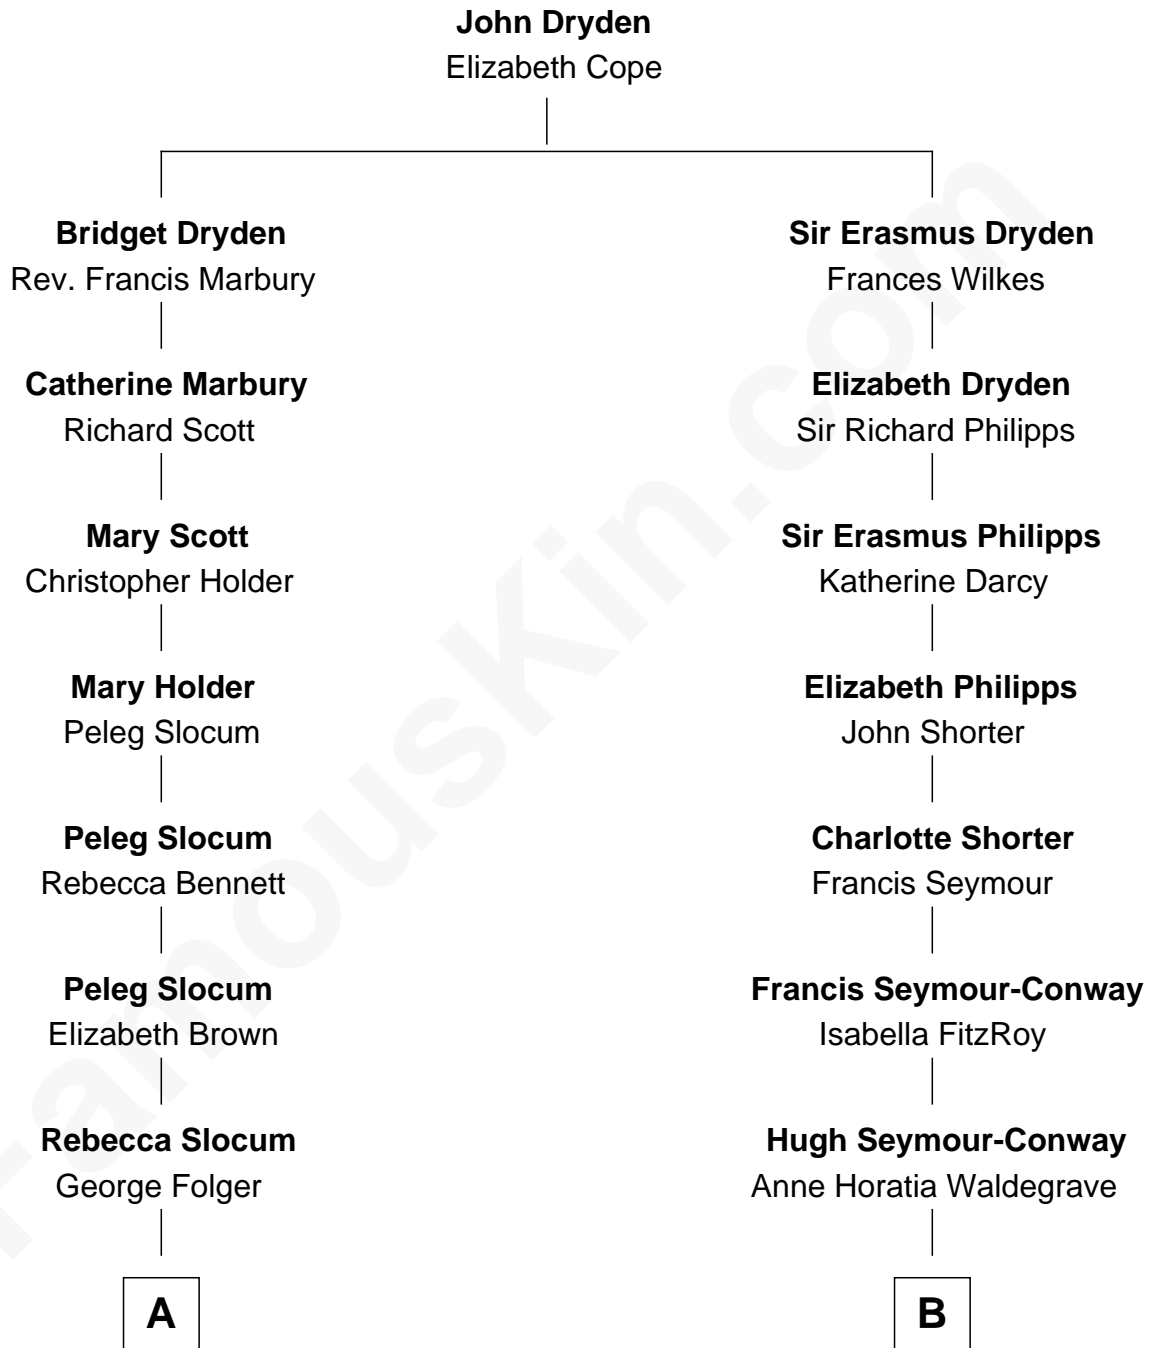 John Dryden
Elizabeth Cope
Bridget Dryden
Rev. Francis Marbury
Sir Erasmus Dryden
Frances Wilkes
Catherine Marbury
Richard Scott
Elizabeth Dryden
Sir Richard Philipps
Mary Scott
Christopher Holder
Sir Erasmus Philipps
Katherine Darcy
Mary Holder
Peleg Slocum
Elizabeth Philipps
John Shorter
Peleg Slocum
Rebecca Bennett
Charlotte Shorter
Francis Seymour
Peleg Slocum
Elizabeth Brown
Francis Seymour-Conway
Isabella FitzRoy
Rebecca Slocum
George Folger
Hugh Seymour-Conway
Anne Horatia Waldegrave
A
B
FamousKin.com